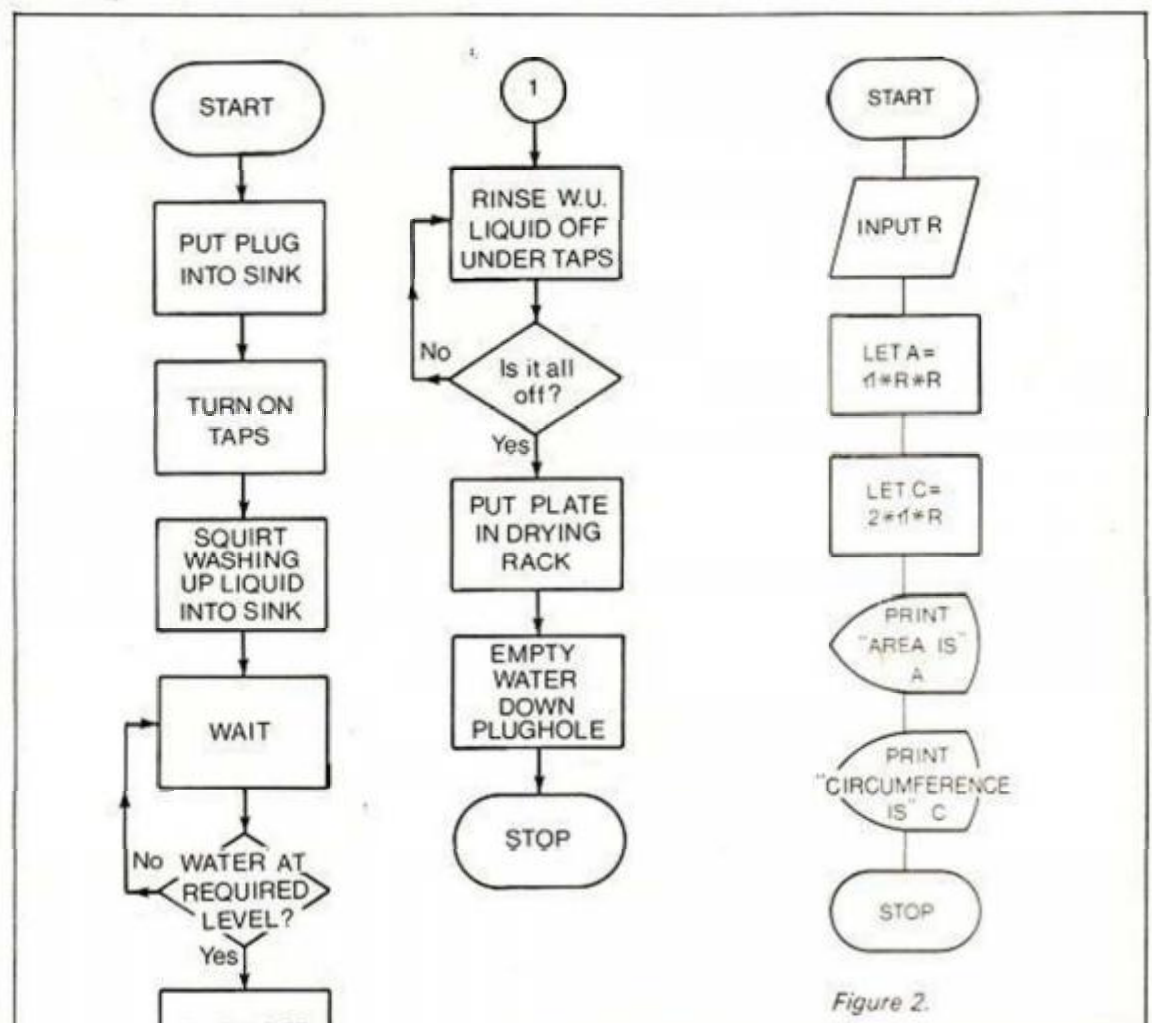 START
PUT PLUG
INTO SINK
TURN ON
TAPS
SQUIRT
WASHING
UP LIQUID
INTO SINK
WAIT
No
WATER AT
REQUIRED
LEVEL?
Yes
1
RINSE W.U.
LIQUID OFF
UNDER TAPS
No
Is it all
off?
Yes
PUT PLATE
IN DRYING
RACK
EMPTY
WATER
DOWN
PLUGHOLE
STOP
START
INPUT R
LET A=
*R*R
LET C=
2* *R
PRINT
"AREA IS"
A
PRINT
"CIRCUMFERENCE
IS" C
STOP
Figure 2.